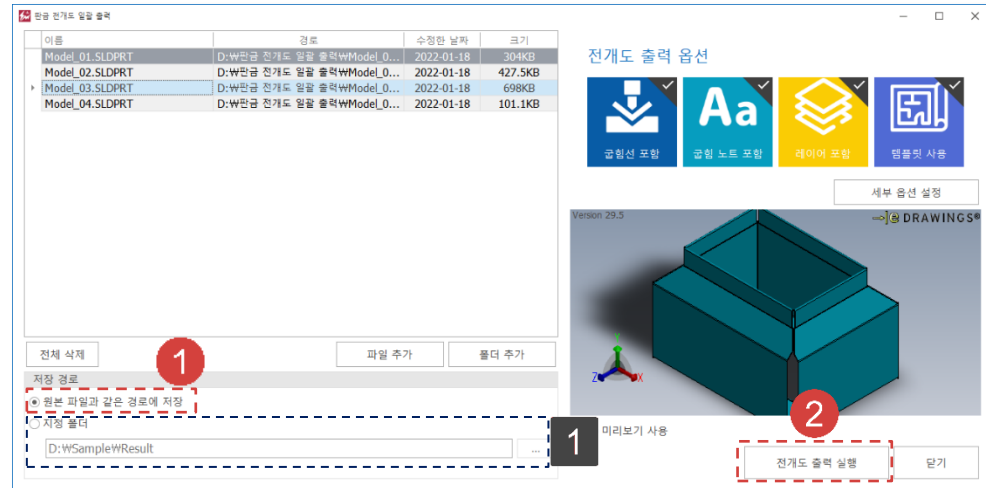 판금 전개도 일괄 출력
이름 경로 수정한 날짜 크기
Model_01.SLDPRT D:₩판금 전개도 일괄 출력₩Model_0... 2022-01-18 304KB
Model_02.SLDPRT D:₩판금 전개도 일괄 출력₩Model_0... 2022-01-18 427.5KB
Model_03.SLDPRT D:₩판금 전개도 일괄 출력₩Model_0... 2022-01-18 698KB
Model_04.SLDPRT D:₩판금 전개도 일괄 출력₩Model_0... 2022-01-18 101.1KB
전체 삭제 파일 추가 폴더 추가
1
저장 경로
원본 파일과 같은 경로에 저장
지정 폴더
D:₩Sample₩Result ...
1
전개도 출력 옵션
Aa
굽힘선 포함 굽힘 노트 포함 레이어 포함 템플릿 사용
세부 옵션 설정
Version 29.5 eDRAWINGS®
Y
Z X
2
미리보기 사용
전개도 출력 실행 닫기